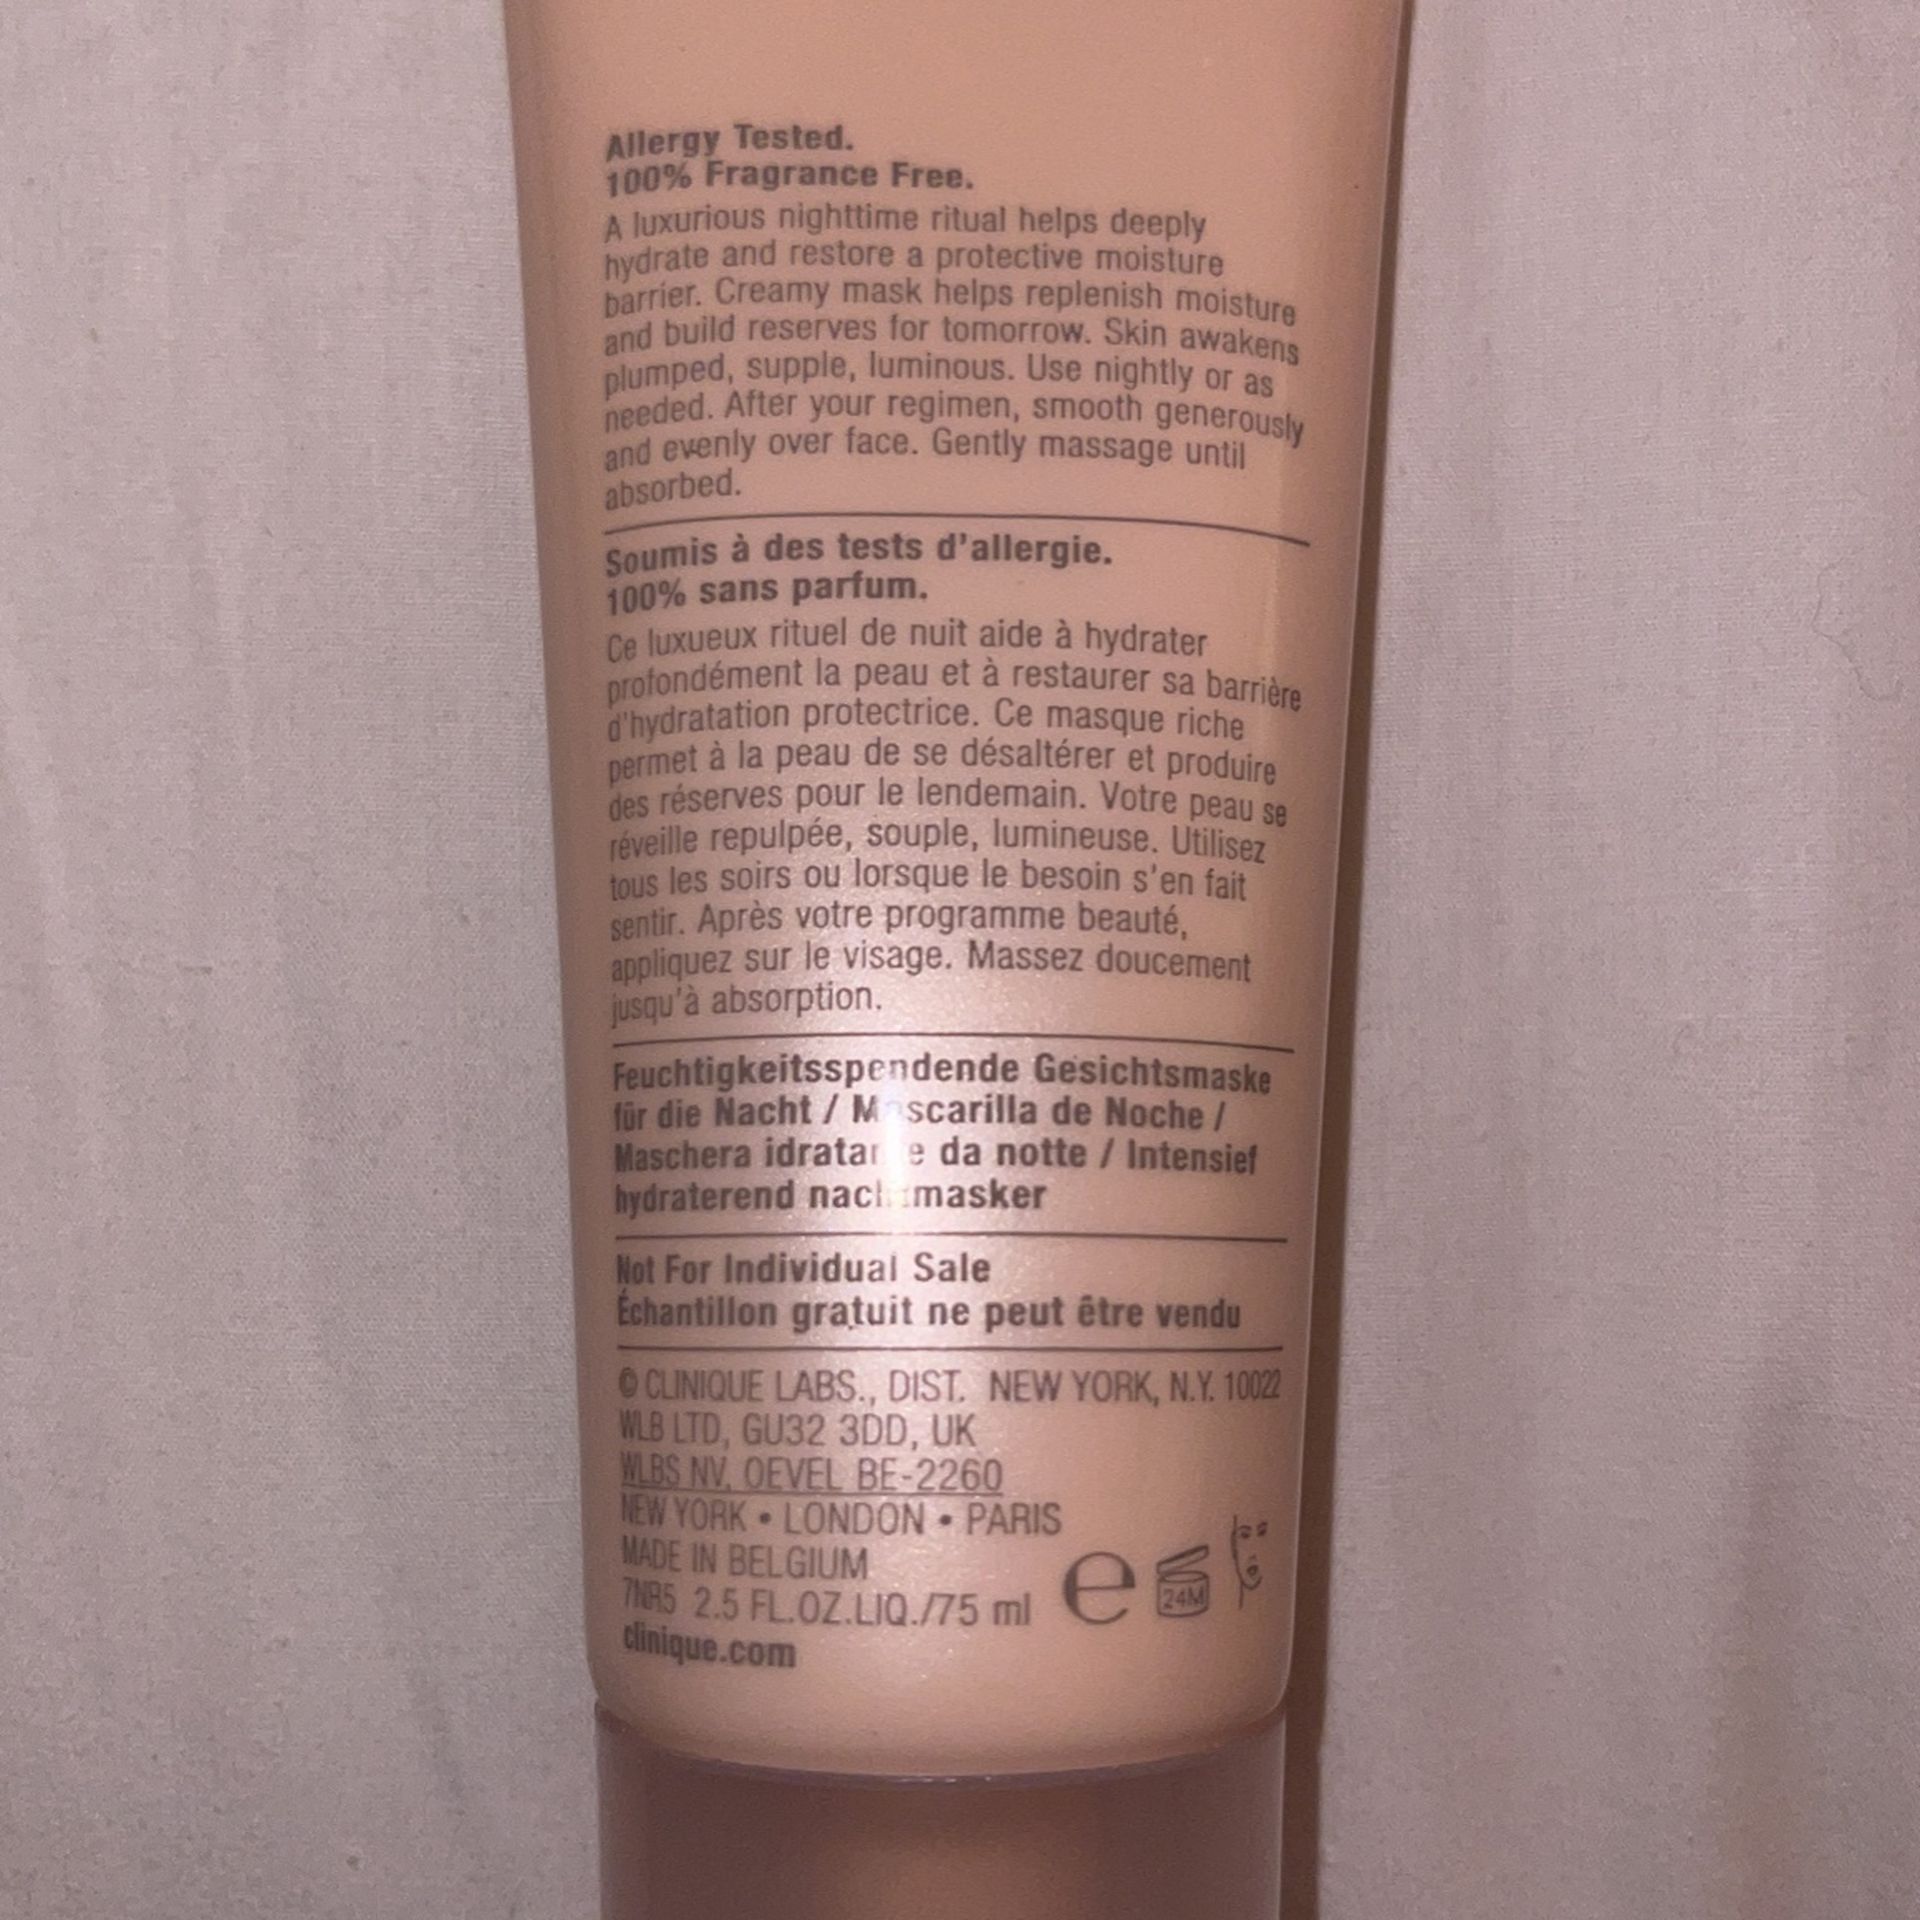 Allergy Tested.
100% Fragrance Free.
A luxurious nighttime ritual helps deeply
hydrate and restore a protective moisture
barrier. Creamy mask helps replenish moisture
and build reserves for tomorrow. Skin awakens
plumped, supple, luminous. Use nightly or as
needed. After your regimen, smooth generously
and evenly over face. Gently massage until
absorbed.
Soumis à des tests d'allergie.
100% sans parfum.
Ce luxueux rituel de nuit aide à hydrater
profondément la peau et à restaurer sa barrière
d'hydratation protectrice. Ce masque riche
permet à la peau de se désaltérer et produire
des réserves pour le lendemain. Votre peau se
réveille repulpée, souple, lumineuse. Utilisez
tous les soirs ou lorsque le besoin s'en fait
sentir. Après votre programme beauté,
appliquez sur le visage. Massez doucement
jusqu'à absorption.
Feuchtigkeitsspendende Gesichtsmaske
für die Nacht / Mascarilla de Noche /
Maschera idratante da notte / Intensief
hydraterend nachtmasker
Not For Individual Sale
Échantillon gratuit ne peut être vendu
© CLINIQUE LABS., DIST. NEW YORK, N.Y. 10022
WLB LTD, GU32 3DD, UK
WLBS NV, OEVEL BE-2260
NEW YORK • LONDON • PARIS
MADE IN BELGIUM
7NR5 2.5 FL.OZ.LIQ./75 ml e 24M
clinique.com